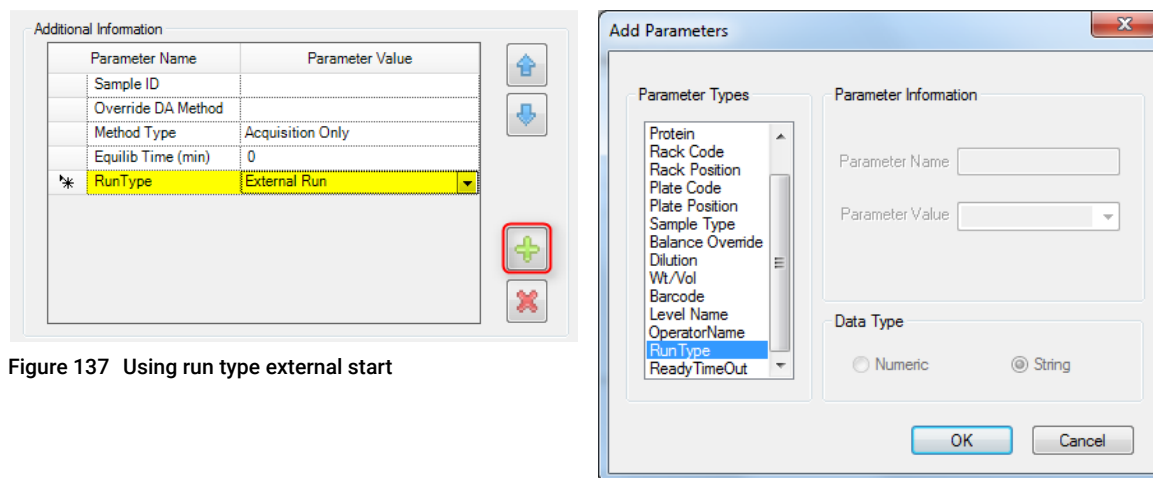 Additional Information
Parameter Name Parameter Value
Sample ID
Override DA Method
Method Type Acquisition Only
Equilib Time (min) 0
RunType External Run
Figure 137 Using run type external start
Add Parameters
Parameter Types
Protein
Rack Code
Rack Position
Plate Code
Plate Position
Sample Type
Balance Override
Dilution
Wt/Vol
Barcode
Level Name
OperatorName
RunType
ReadyTimeOut
Parameter Information
Parameter Name
Parameter Value
Data Type
Numeric String
OK Cancel